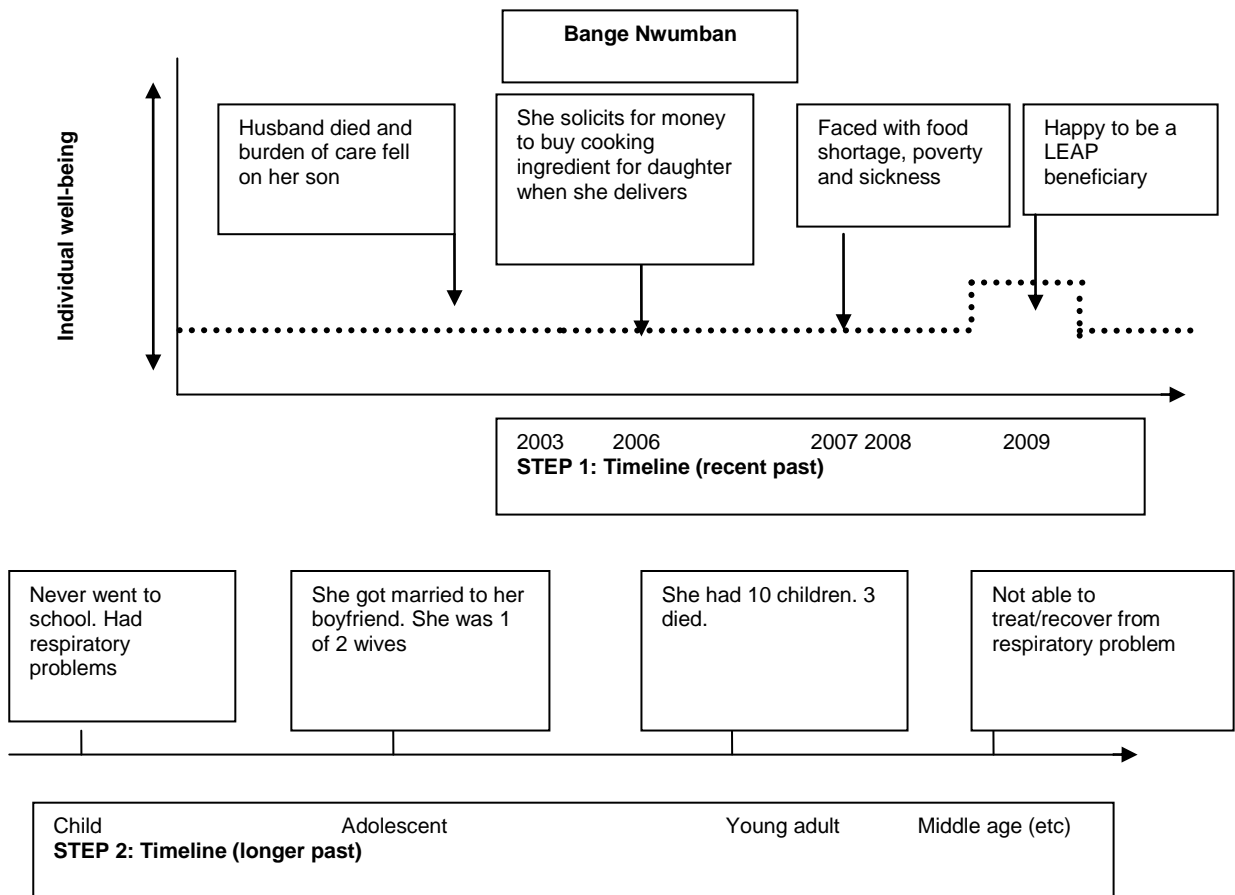 Bange Nwumban
Individual well-being
Husband died and
burden of care fell
on her son
She solicits for money
to buy cooking
ingredient for daughter
when she delivers
Faced with food
shortage, poverty
and sickness
Happy to be a
LEAP
beneficiary
2003 2006 2007 2008 2009
STEP 1: Timeline (recent past)
Never went to
school. Had
respiratory
problems
She got married to her
boyfriend. She was 1
of 2 wives
She had 10 children. 3
died.
Not able to
treat/recover from
respiratory problem
Child Adolescent Young adult Middle age (etc)
STEP 2: Timeline (longer past)